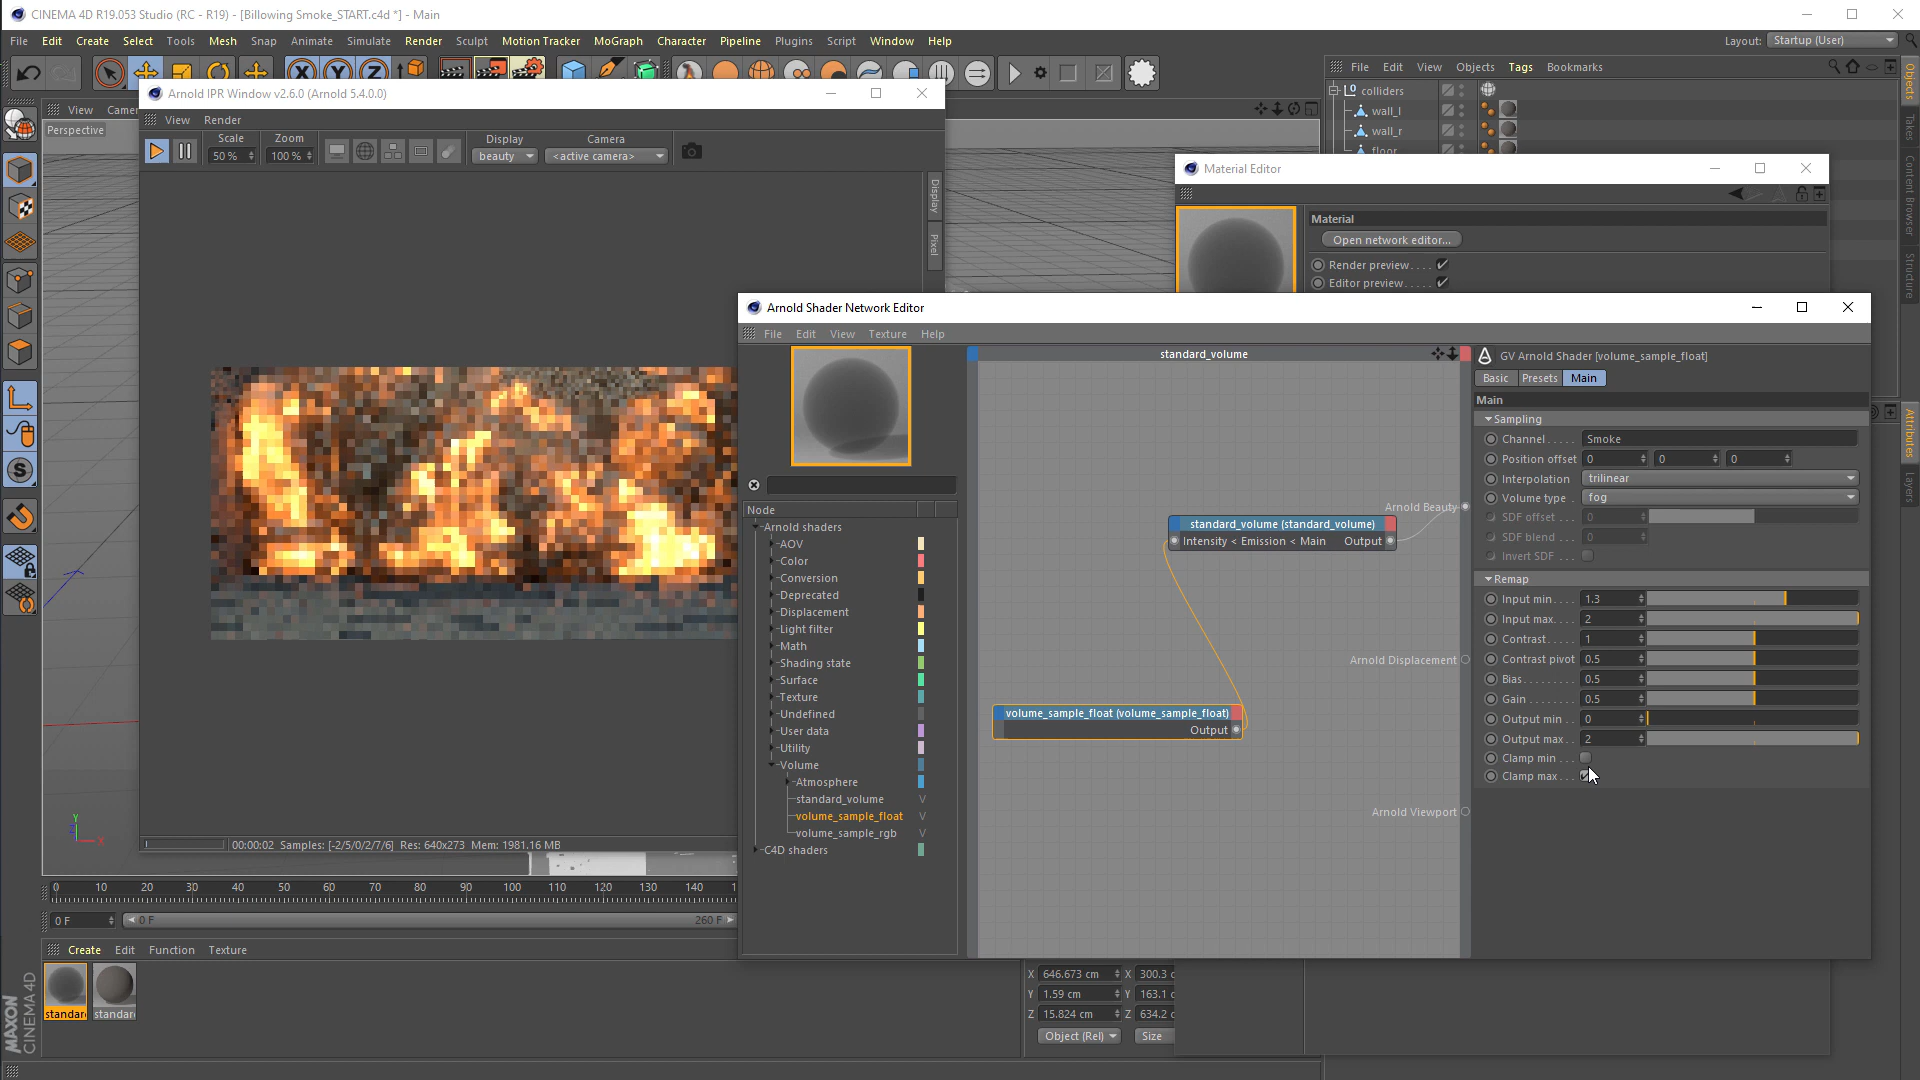 CINEMA 4D R19.053 Studio (RC - R19) - [Billowing Smoke_START.c4d *] - Main
File Edit Create Select Tools Mesh Snap Animate Simulate Render Sculpt Motion Tracker MoGraph Character Pipeline Plugins Script Window Help
Layout: Startup (User)
File Edit View Objects Tags Bookmarks
colliders
wall_l
wall_r
floor
Objects
Takes
Content Browser
Structure
Attributes
Layers
View Camer
Perspective
Arnold IPR Window v2.6.0 (Arnold 5.4.0.0)
View Render
Scale Zoom Display Camera
50 % 100 % beauty <active camera>
Display
Pixel
00:00:02 Samples: [-2/5/0/2/7/6] Res: 640x273 Mem: 1981.16 MB
Material Editor
Material
Open network editor...
Render preview. . . .
Editor preview. . . . .
Arnold Shader Network Editor
File Edit View Texture Help
Node
Arnold shaders
AOV
Color
Conversion
Deprecated
Displacement
Light filter
Math
Shading state
Surface
Texture
Undefined
User data
Utility
Volume
Atmosphere
standard_volume V
volume_sample_float V
volume_sample_rgb V
C4D shaders
standard_volume
Arnold Beauty
standard_volume (standard_volume)
Intensity < Emission < Main Output
Arnold Displacement
volume_sample_float (volume_sample_float)
Output
Arnold Viewport
GV Arnold Shader [volume_sample_float]
Basic Presets Main
Main
Sampling
Channel. . . . . Smoke
Position offset 0 0 0
Interpolation trilinear
Volume type . fog
SDF offset . . 0
SDF blend . . 0
Invert SDF . .
Remap
Input min. . . . 1.3
Input max. . . . 2
Contrast. . . . . 1
Contrast pivot 0.5
Bias. . . . . . . . . 0.5
Gain . . . . . . . . 0.5
Output min . . 0
Output max . . 2
Clamp min . . .
Clamp max . . .
0 10 20 30 40 50 60 70 80 90 100 110 120 130 140
0 F 0 F 260 F
Create Edit Function Texture
standar standar
X 646.673 cm X 300.3 c
Y 1.59 cm Y 163.1 c
Z 15.824 cm Z 634.2 c
Object (Rel) Size
MAXON
CINEMA 4D